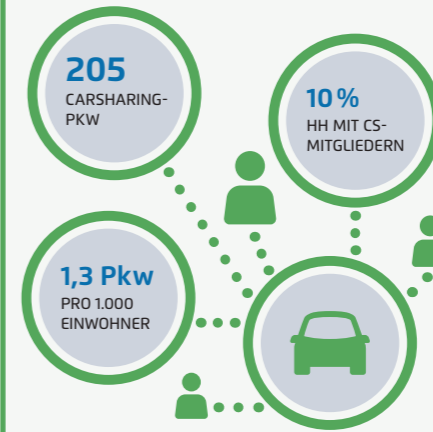 205
CARSHARING-
PKW
10 %
HH MIT CS-
MITGLIEDERN
1,3 Pkw
PRO 1.000
EINWOHNER